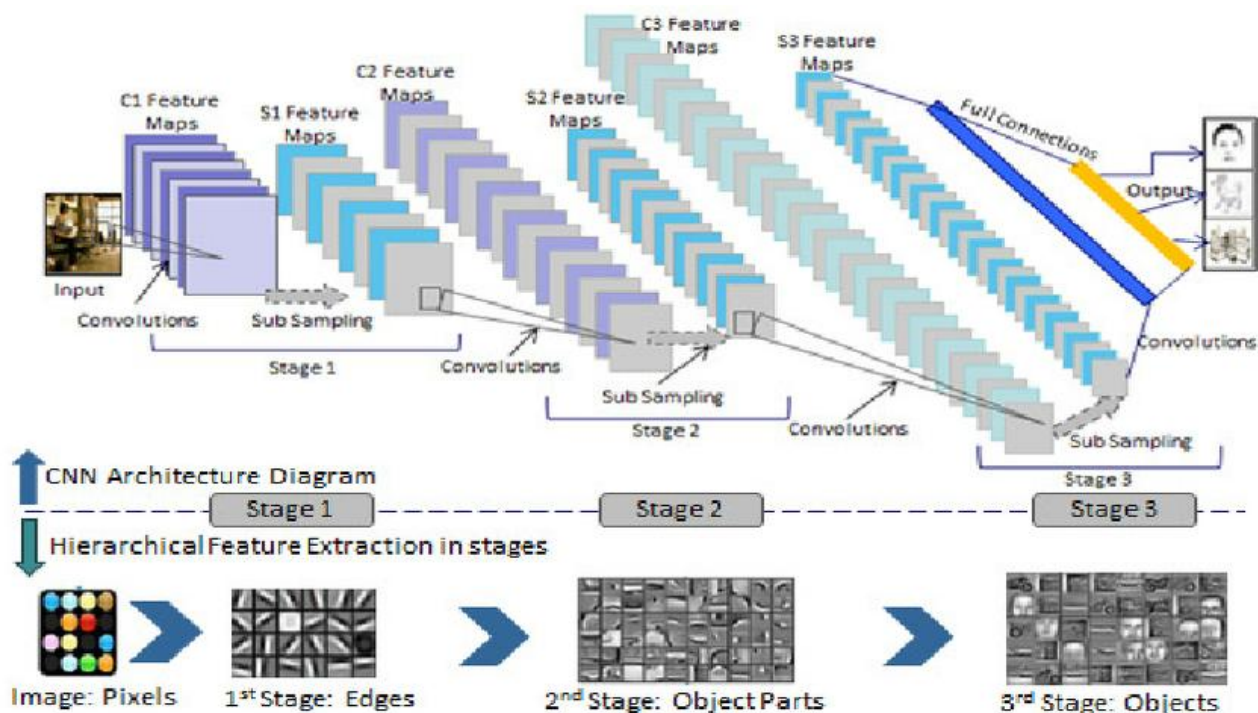 C1 Feature
Maps
S1 Feature
Maps
C2 Feature
Maps
S2 Feature
Maps
C3 Feature
Maps
S3 Feature
Maps
Full Connections
Output
Input
Convolutions
Sub Sampling
Stage 1
Convolutions
Sub Sampling
Stage 2
Convolutions
Sub Sampling
Convolutions
Stage 3
CNN Architecture Diagram
Stage 1
Stage 2
Stage 3
Hierarchical Feature Extraction in stages
Image: Pixels
1st Stage: Edges
2nd Stage: Object Parts
3rd Stage: Objects